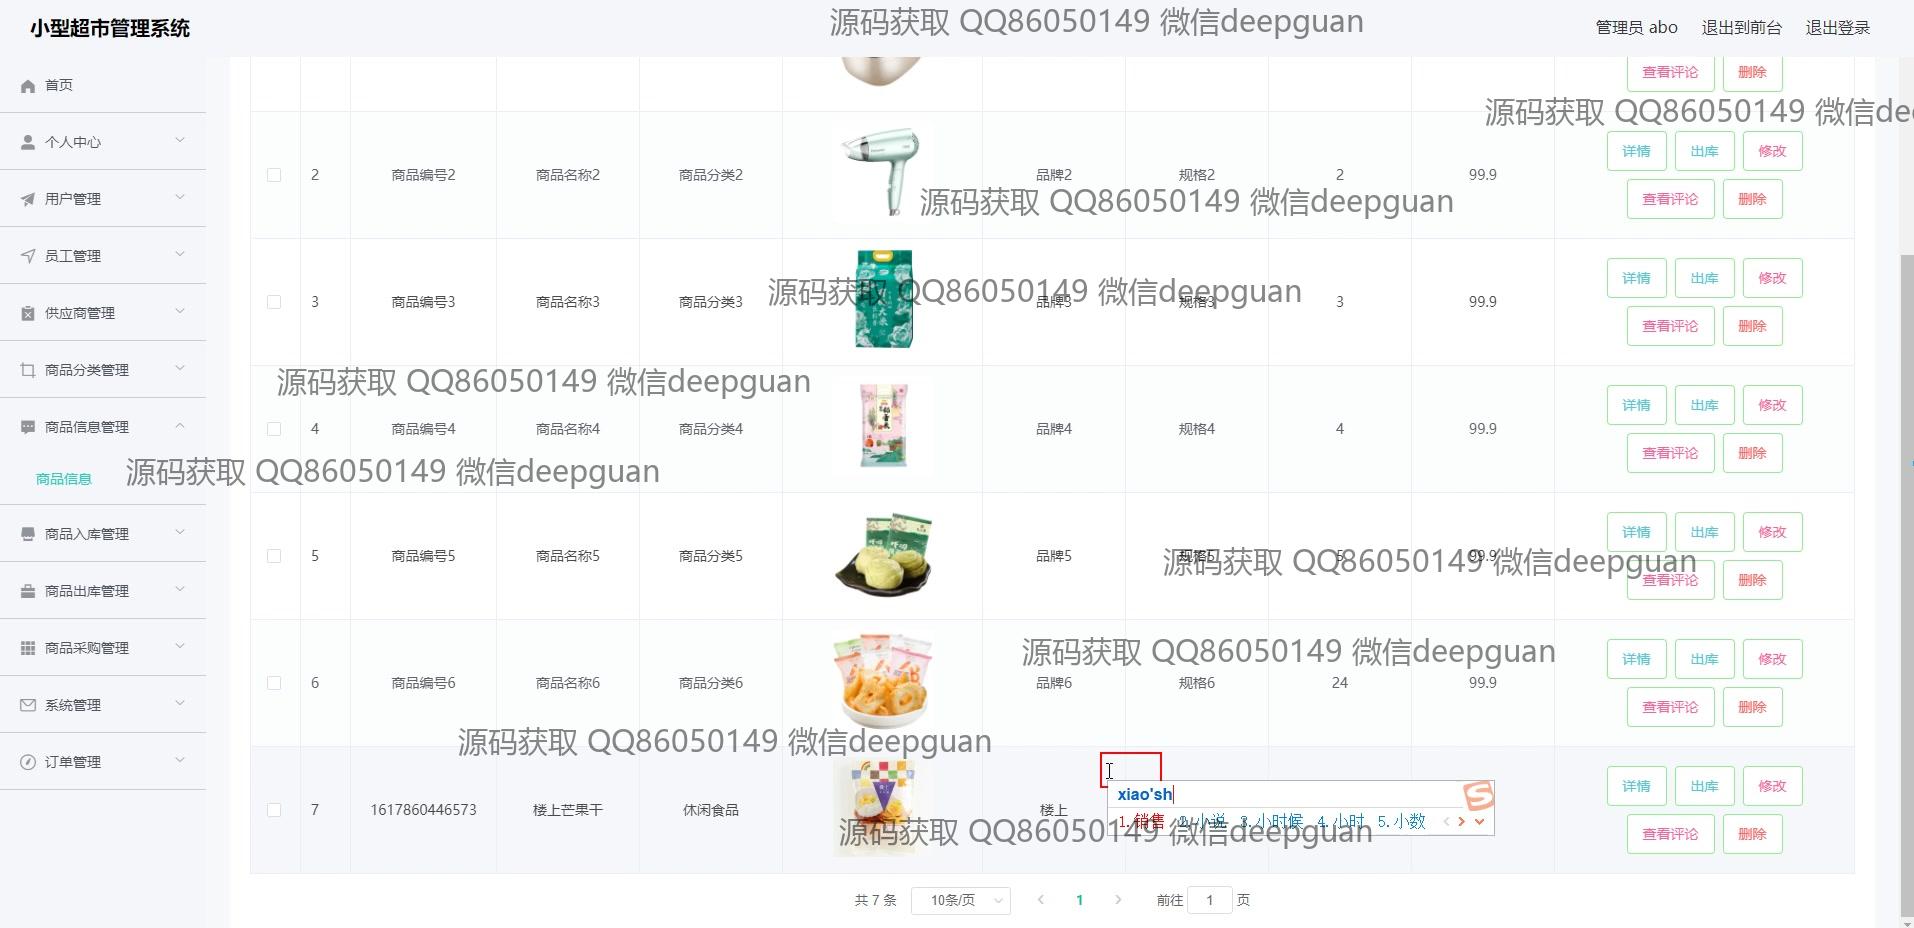 小型超市管理系统
源码获取 QQ86050149 微信deepguan
管理员 abo 退出到前台 退出登录
首页
个人中心
用户管理
员工管理
供应商管理
商品分类管理
商品信息管理
商品信息
商品入库管理
商品出库管理
商品采购管理
系统管理
订单管理
查看评论 删除
源码获取 QQ86050149 微信dee
2 商品编号2 商品名称2 商品分类2 品牌2 规格2 2 99.9 详情 出库 修改
查看评论 删除
源码获取 QQ86050149 微信deepguan
3 商品编号3 商品名称3 商品分类3 品牌3 规格3 3 99.9 详情 出库 修改
查看评论 删除
源码获取 QQ86050149 微信deepguan
源码获取 QQ86050149 微信deepguan
4 商品编号4 商品名称4 商品分类4 品牌4 规格4 4 99.9 详情 出库 修改
查看评论 删除
源码获取 QQ86050149 微信deepguan
5 商品编号5 商品名称5 商品分类5 品牌5 规格5 5 99.9 详情 出库 修改
查看评论 删除
源码获取 QQ86050149 微信deepguan
6 商品编号6 商品名称6 商品分类6 品牌6 规格6 24 99.9 详情 出库 修改
查看评论 删除
源码获取 QQ86050149 微信deepguan
源码获取 QQ86050149 微信deepguan
7 1617860446573 楼上芒果干 休闲食品 楼上 详情 出库 修改
查看评论 删除
xiao'sh
1.销售 2.小说 3.小时候 4.小时 5.小数
源码获取 QQ86050149 微信deepguan
共 7 条 10条/页 1 前往 1 页